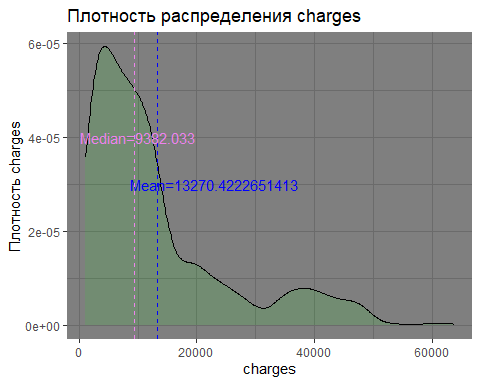 Плотность распределения charges
Плотность charges
6e-05
4e-05
2e-05
0e+00
Median=9382.033
Mean=13270.4222651413
0
20000
40000
60000
charges